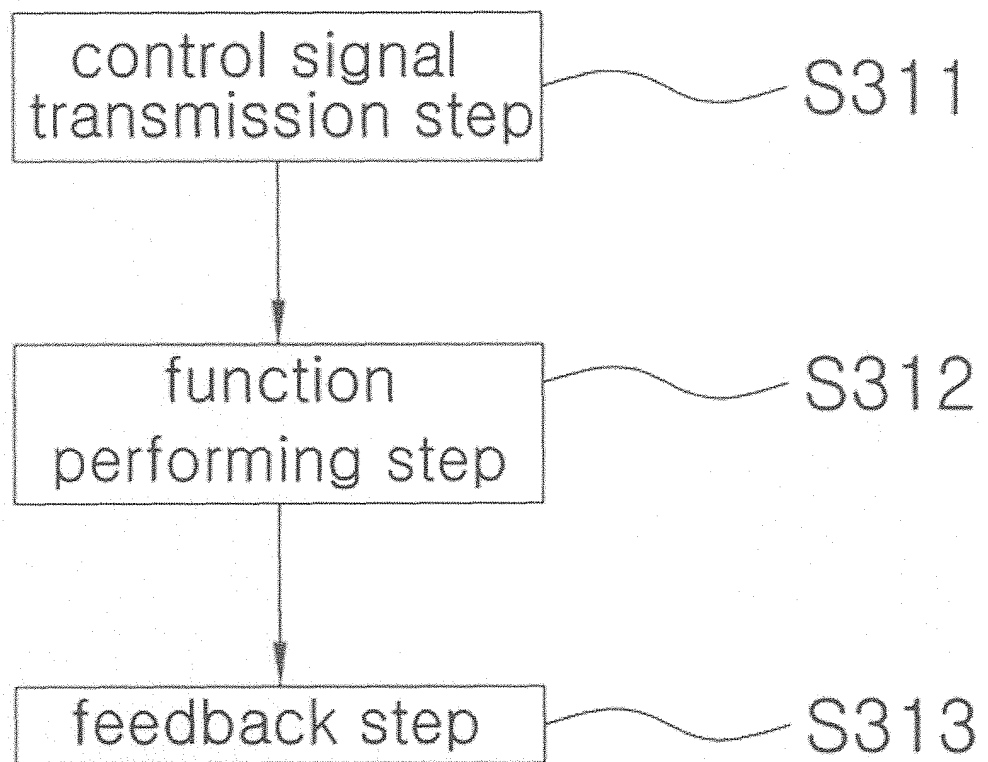 control signal
transmission step
S311
function
performing step
S312
feedback step
S313